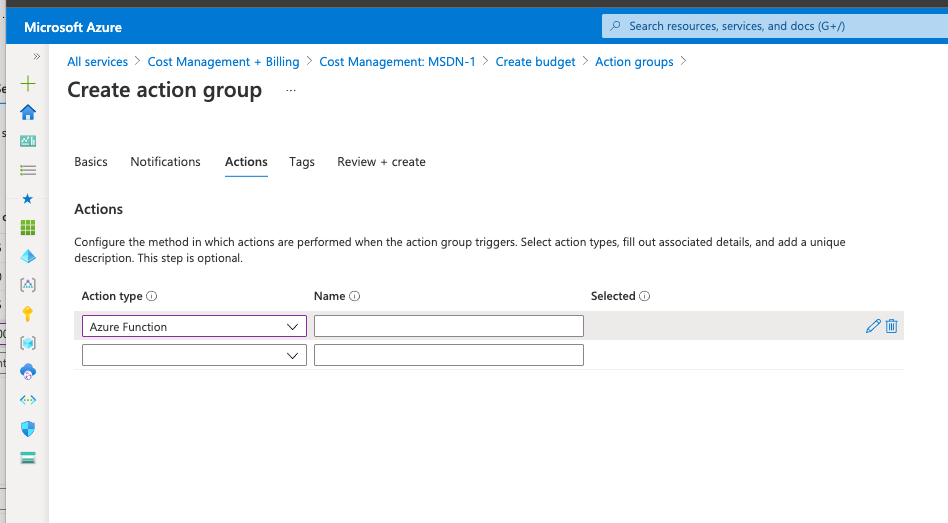 Microsoft Azure
Search resources, services, and docs (G+/)
All services > Cost Management + Billing > Cost Management: MSDN-1 > Create budget > Action groups >
Create action group ...
Basics Notifications Actions Tags Review + create
Actions
Configure the method in which actions are performed when the action group triggers. Select action types, fill out associated details, and add a unique
description. This step is optional.
Action type Name Selected
Azure Function